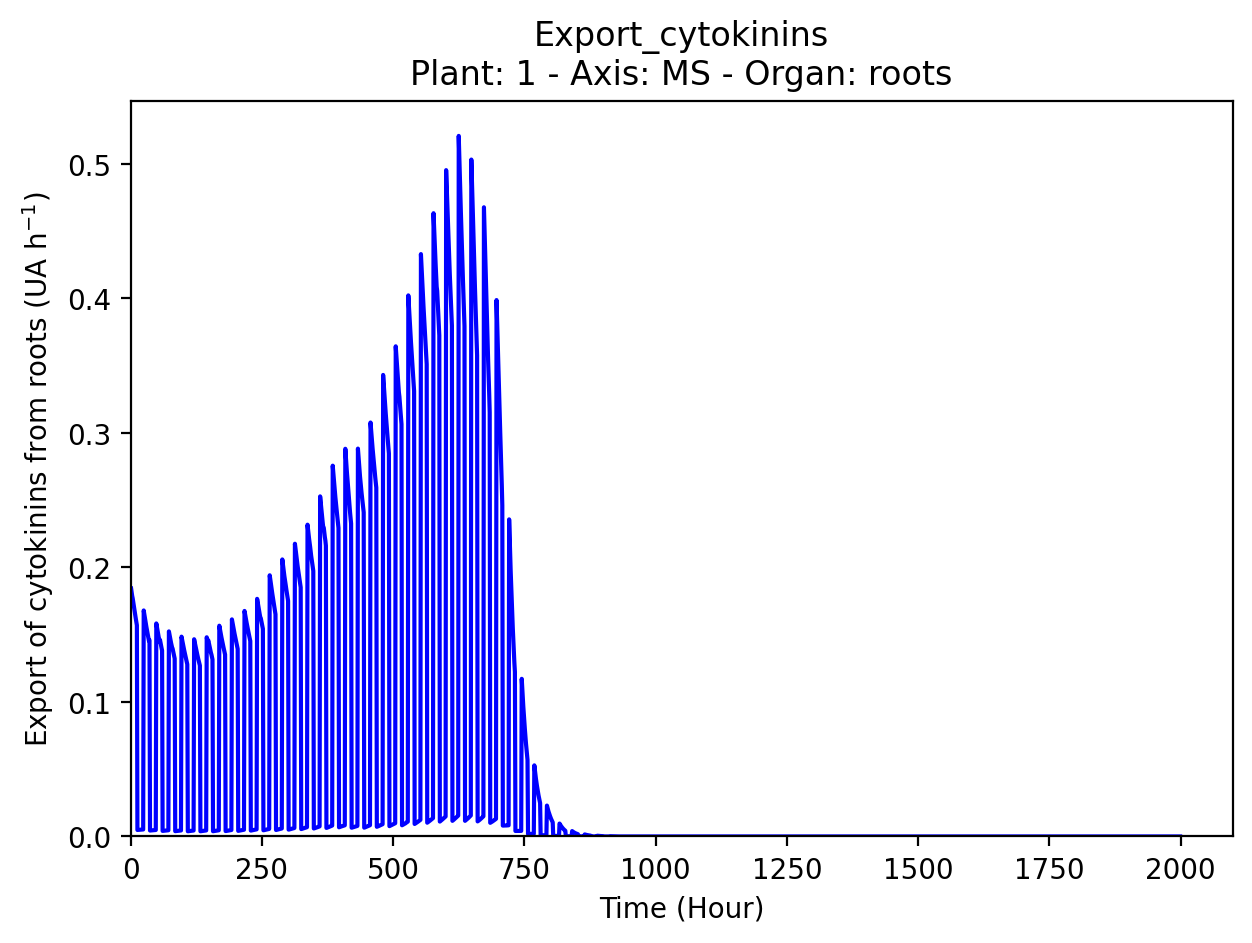 Export_cytokinins
Plant: 1 - Axis: MS - Organ: roots
Export of cytokinins from roots (UA h⁻¹)
0.5
0.4
0.3
0.2
0.1
0.0
0 250 500 750 1000 1250 1500 1750 2000
Time (Hour)